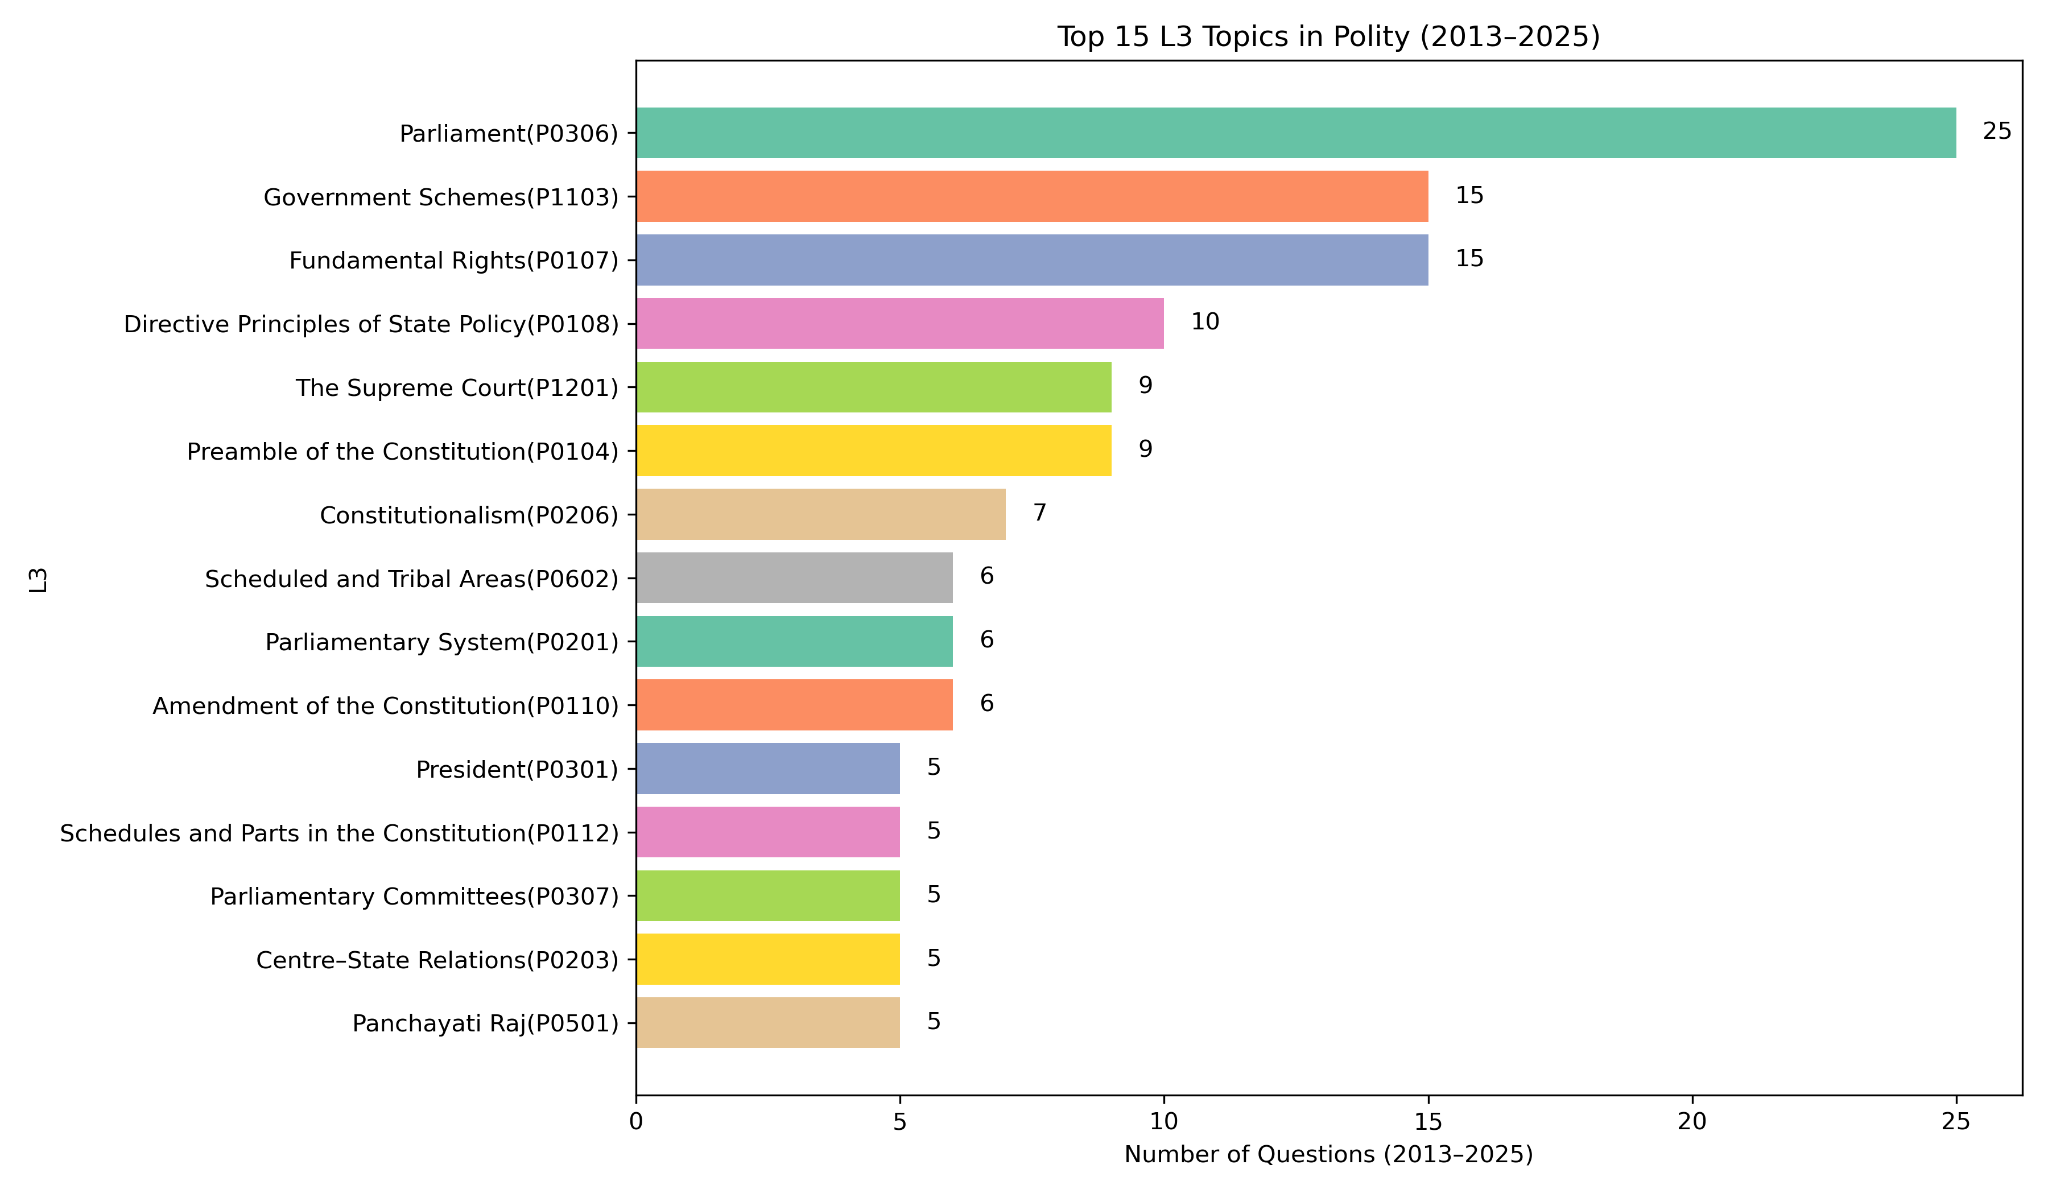 Top 15 L3 Topics in Polity (2013–2025)
Parliament(P0306) 25
Government Schemes(P1103) 15
Fundamental Rights(P0107) 15
Directive Principles of State Policy(P0108) 10
The Supreme Court(P1201) 9
Preamble of the Constitution(P0104) 9
Constitutionalism(P0206) 7
Scheduled and Tribal Areas(P0602) 6
L3
Parliamentary System(P0201) 6
Amendment of the Constitution(P0110) 6
President(P0301) 5
Schedules and Parts in the Constitution(P0112) 5
Parliamentary Committees(P0307) 5
Centre–State Relations(P0203) 5
Panchayati Raj(P0501) 5
0 5 10 15 20 25
Number of Questions (2013–2025)